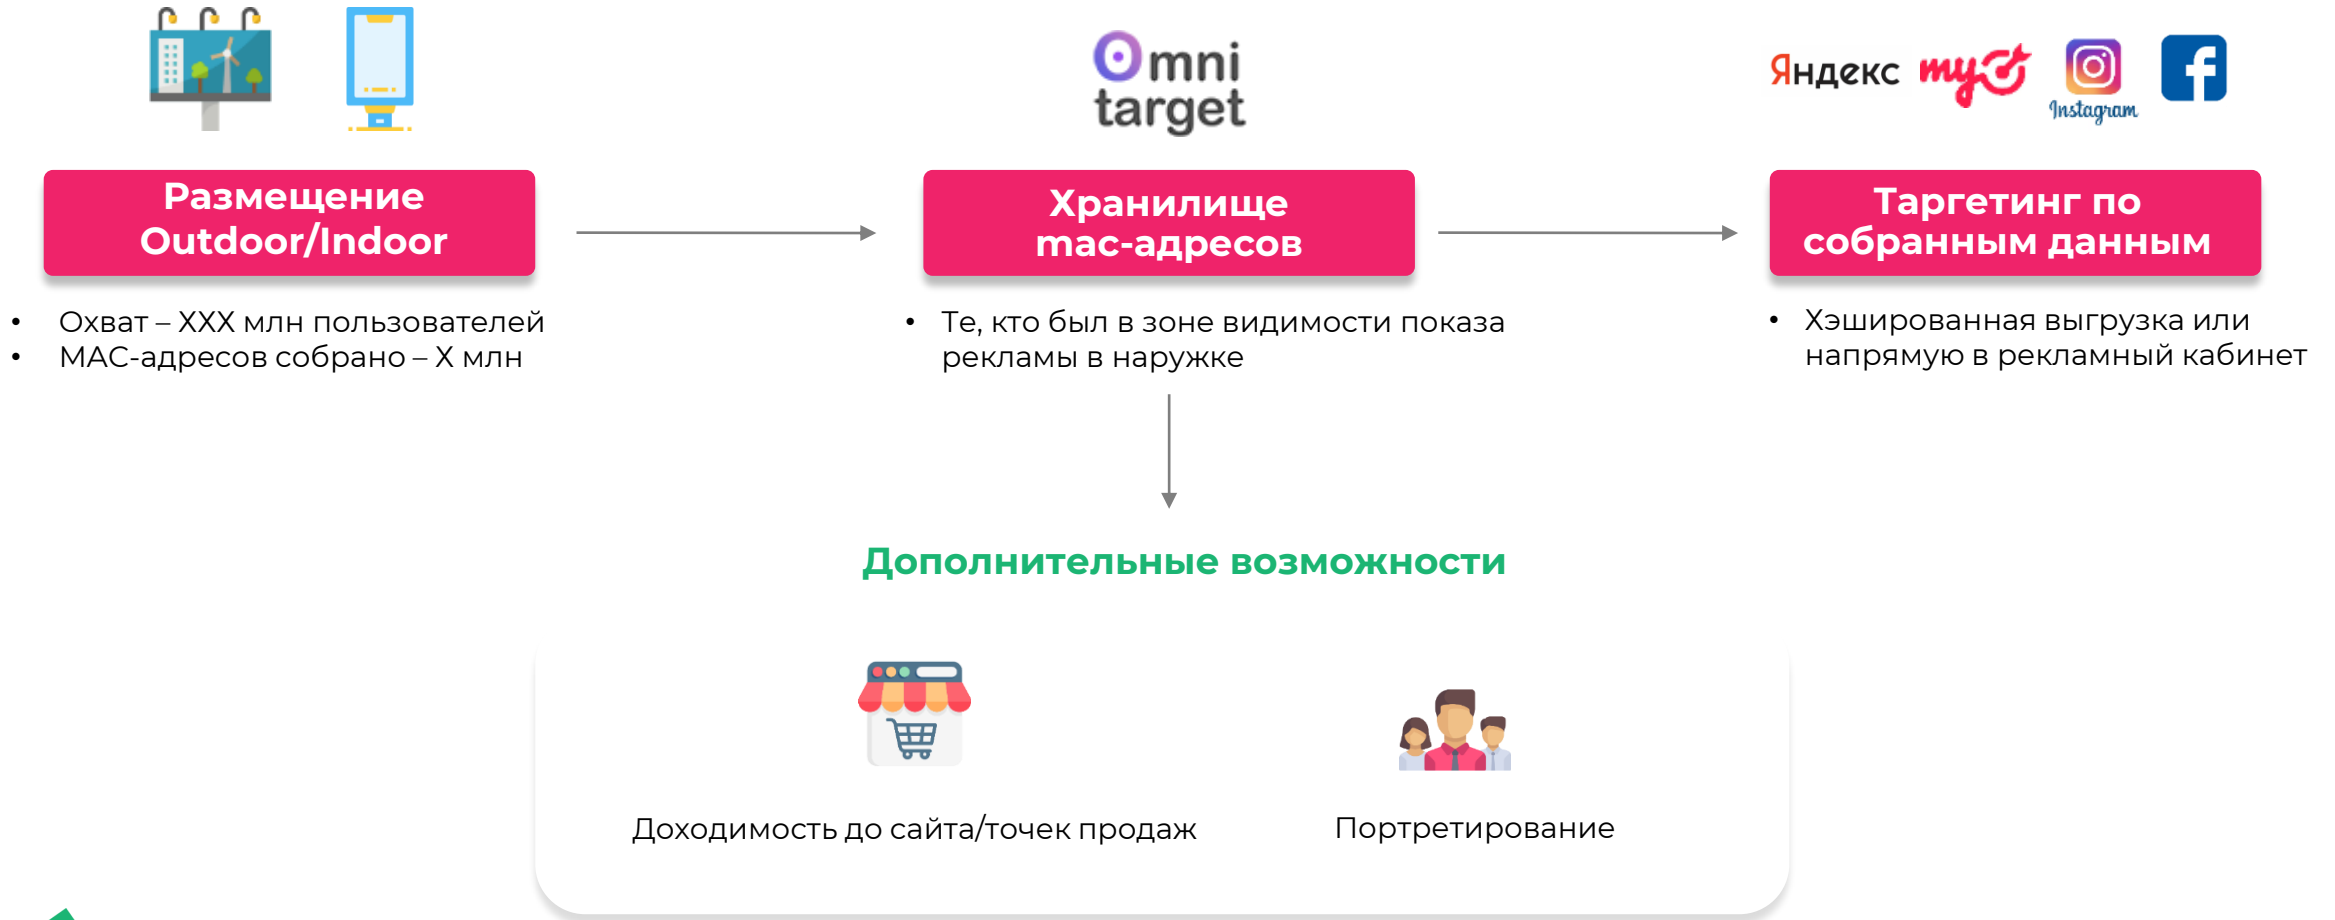 Omni
target
Яндекс
my
Instagram
Размещение
Outdoor/Indoor
Хранилище
mac-адресов
Таргетинг по
собранным данным
• Охват – XXX млн пользователей
• MAC-адресов собрано – X млн
• Те, кто был в зоне видимости показа
рекламы в наружке
• Хэшированная выгрузка или
напрямую в рекламный кабинет
Дополнительные возможности
Доходимость до сайта/точек продаж
Портретирование